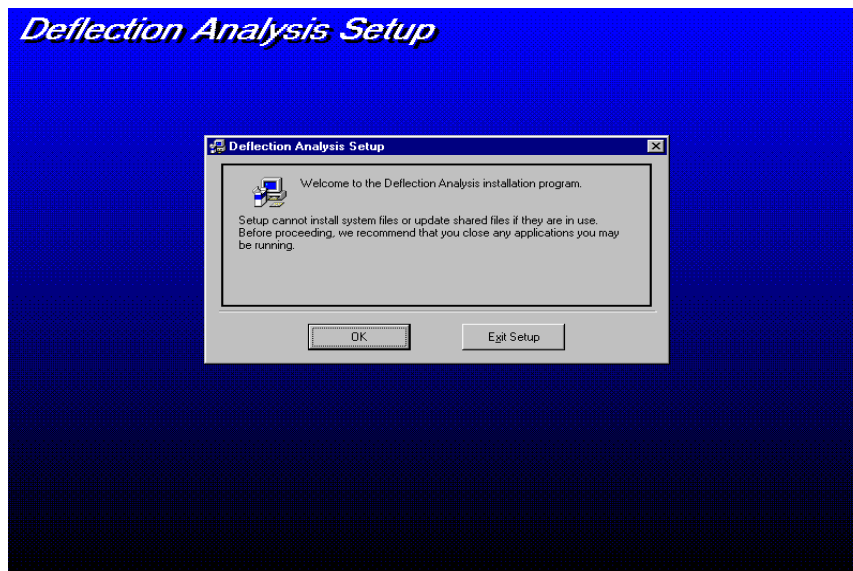 Deflection Analysis Setup
Deflection Analysis Setup
Welcome to the Deflection Analysis installation program.
Setup cannot install system files or update shared files if they are in use.
Before proceeding, we recommend that you close any applications you may
be running.
OK
Exit Setup